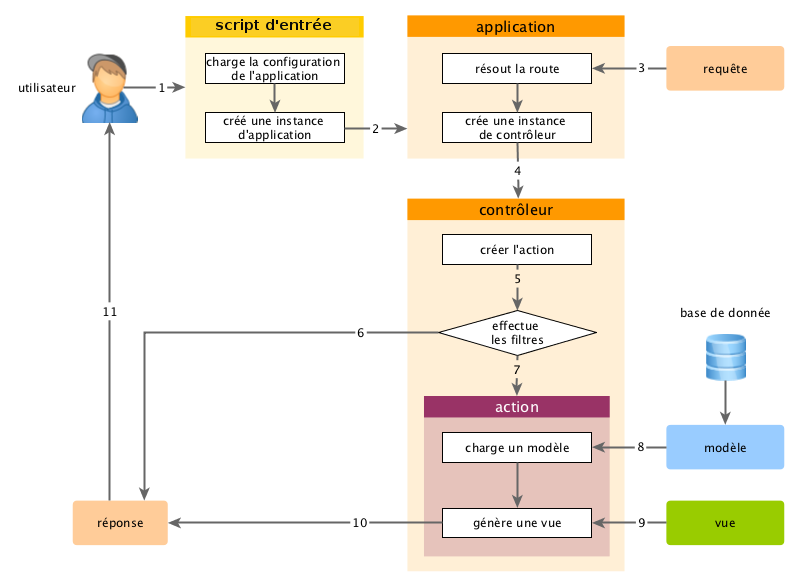 script d'entrée
charge la configuration
de l'application
créé une instance
d'application
utilisateur
1
2
application
résout la route
3
requête
crée une instance
de contrôleur
4
contrôleur
créer l'action
5
effectue
les filtres
6
7
11
base de donnée
action
charge un modèle
8
modèle
génère une vue
9
vue
10
réponse